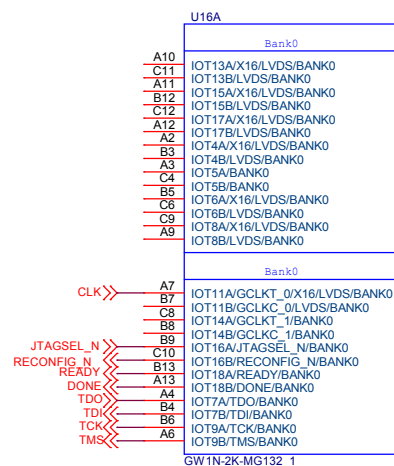 U16A
Bank0
A10 IOT13A/X16/LVDS/BANK0
C11 IOT13B/LVDS/BANK0
A11 IOT15A/X16/LVDS/BANK0
B12 IOT15B/LVDS/BANK0
C12 IOT17A/X16/LVDS/BANK0
A12 IOT17B/LVDS/BANK0
A2 IOT4A/X16/LVDS/BANK0
B3 IOT4B/LVDS/BANK0
A3 IOT5A/BANK0
C4 IOT5B/BANK0
B5 IOT6A/X16/LVDS/BANK0
C6 IOT6B/LVDS/BANK0
C9 IOT8A/X16/LVDS/BANK0
A9 IOT8B/LVDS/BANK0
Bank0
CLK A7 IOT11A/GCLKT_0/X16/LVDS/BANK0
B7 IOT11B/GCLKC_0/LVDS/BANK0
C8 IOT14A/GCLKT_1/BANK0
B8 IOT14B/GCLKC_1/BANK0
JTAGSEL_N B9 IOT16A/JTAGSEL_N/BANK0
RECONFIG_N C10 IOT16B/RECONFIG_N/BANK0
READY B13 IOT18A/READY/BANK0
DONE A13 IOT18B/DONE/BANK0
TDO A4 IOT7A/TDO/BANK0
TDI B4 IOT7B/TDI/BANK0
TCK B6 IOT9A/TCK/BANK0
TMS A6 IOT9B/TMS/BANK0
GW1N-2K-MG132_1